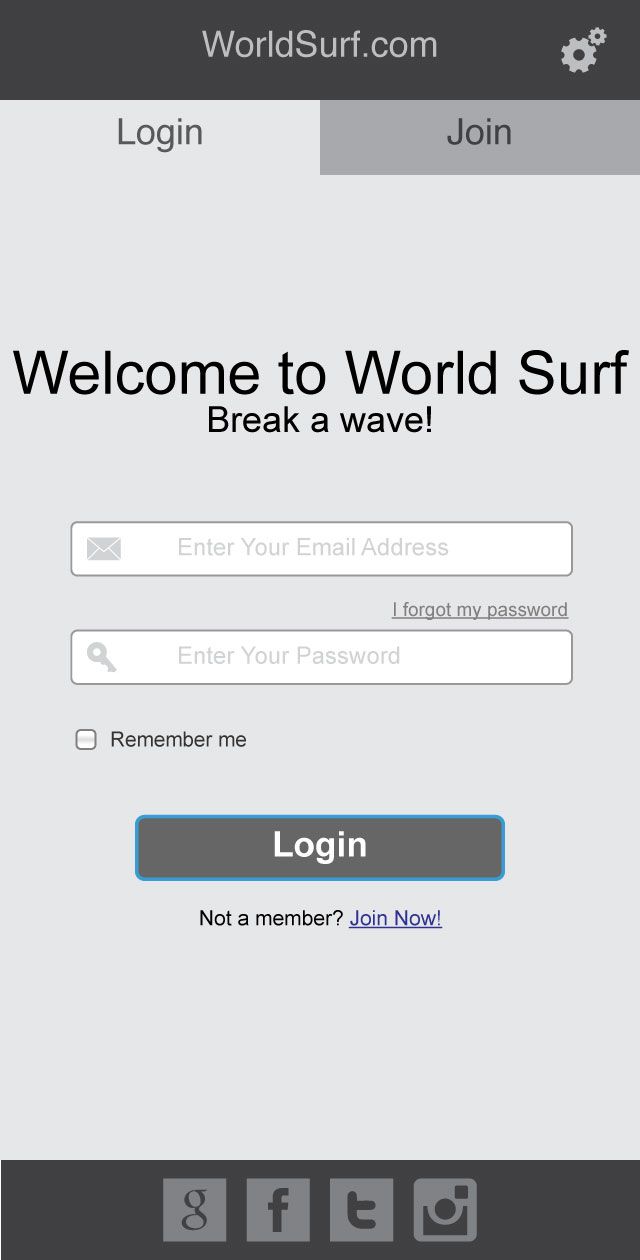 WorldSurf.com
Login
Join
Welcome to World Surf
Break a wave!
Enter Your Email Address
I forgot my password
Enter Your Password
Remember me
Login
Not a member? Join Now!
g f t